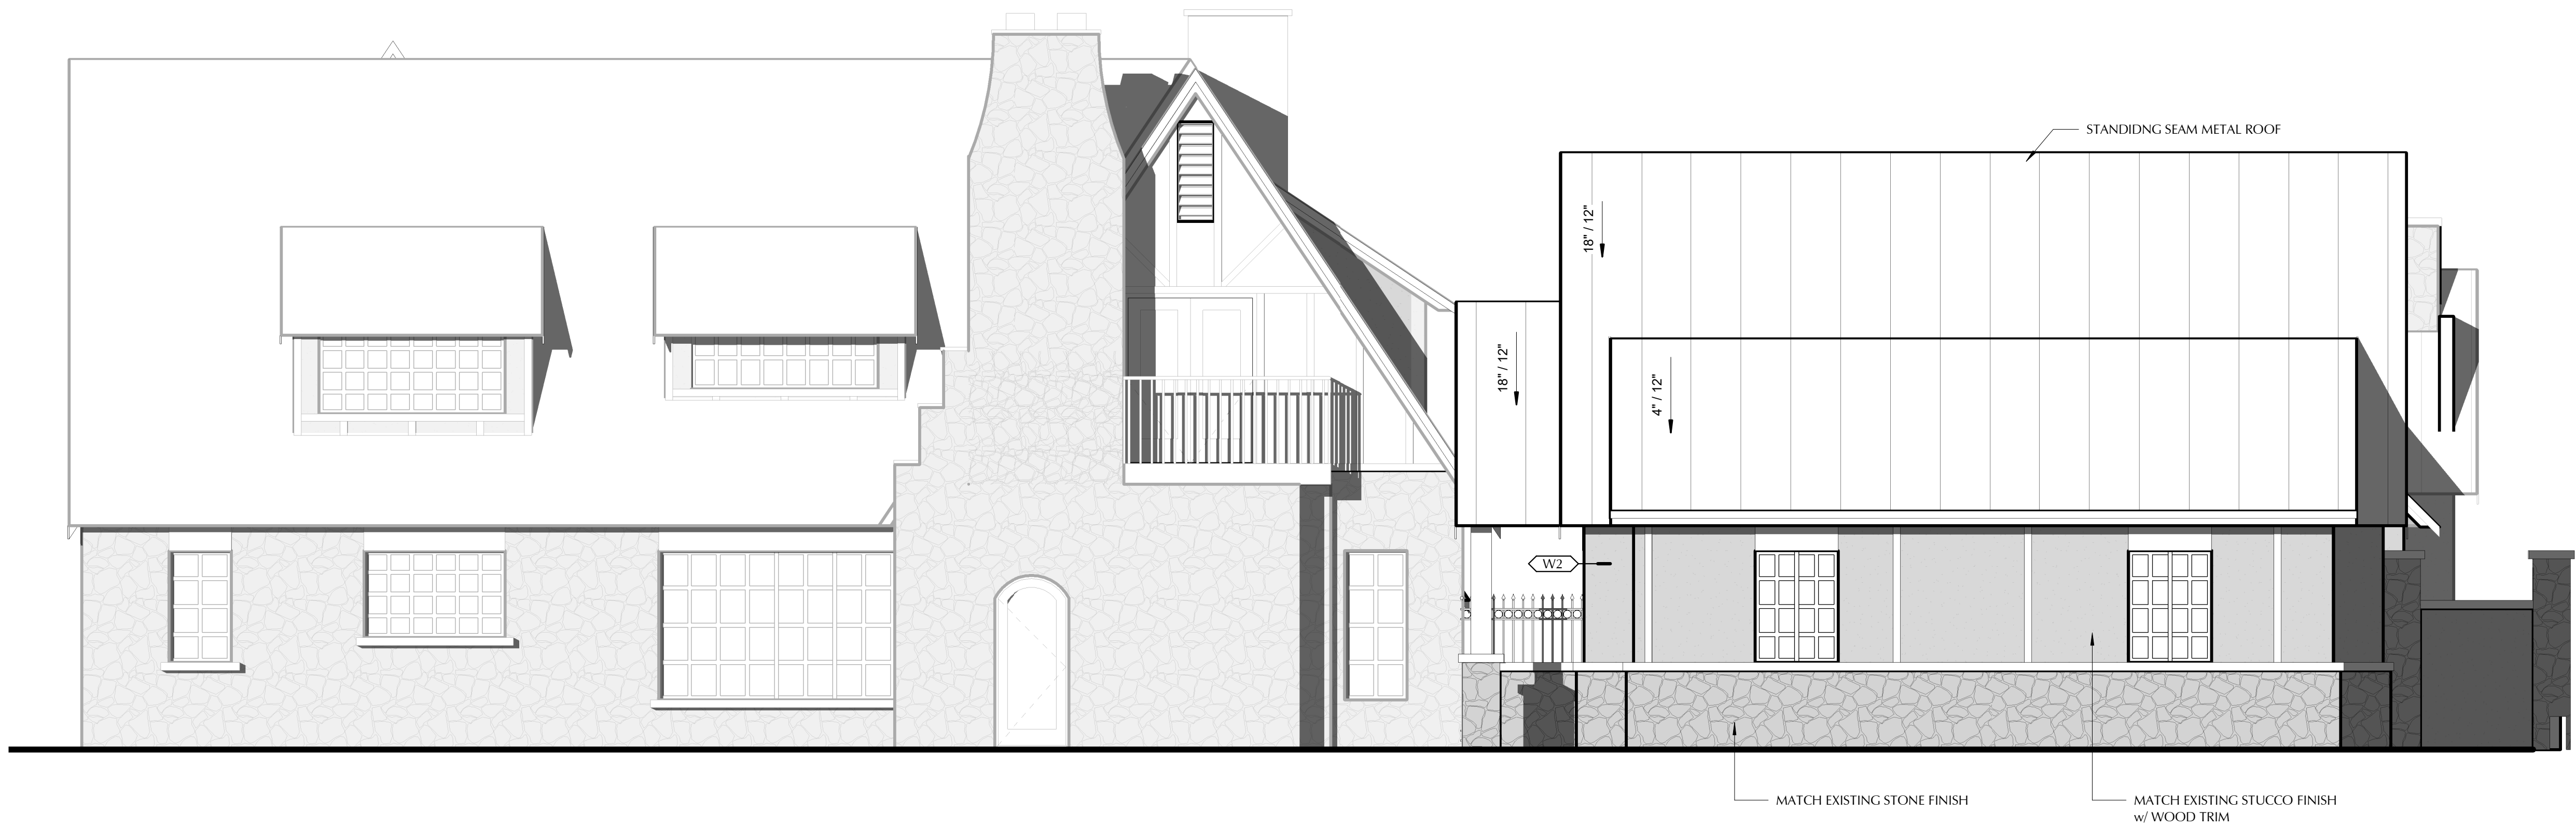 STANDIDNG SEAM METAL ROOF
18" / 12"
18" / 12"
4" / 12"
W2
MATCH EXISTING STONE FINISH
MATCH EXISTING STUCCO FINISH
w/ WOOD TRIM